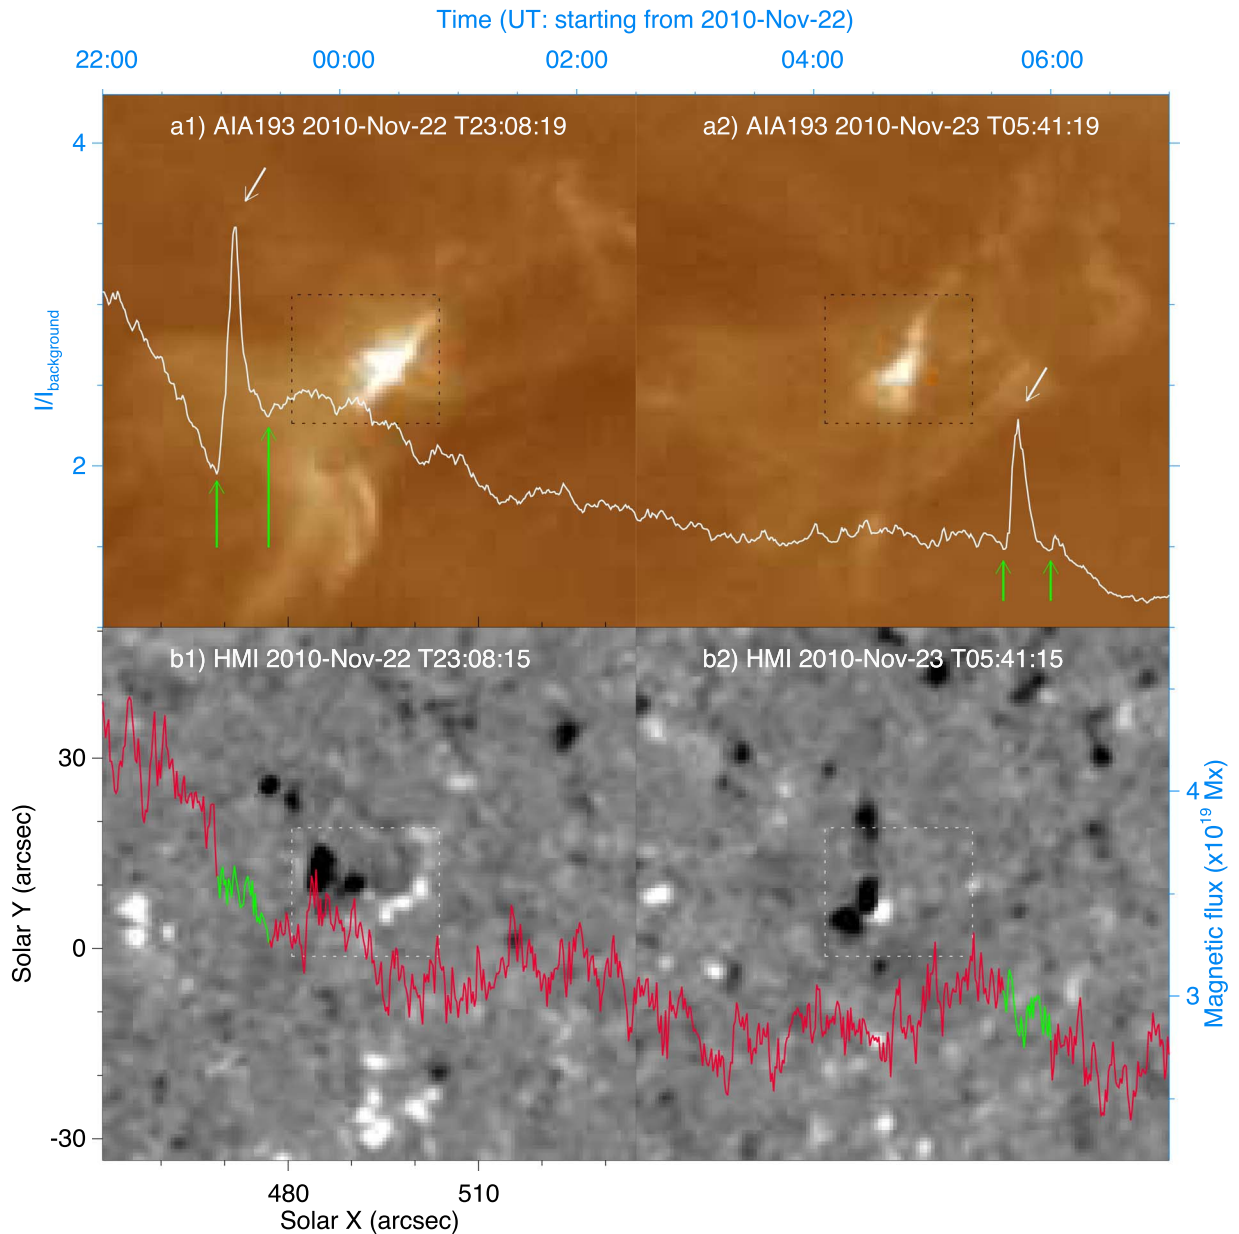 Time (UT: starting from 2010-Nov-22)
22:00 00:00 02:00 04:00 06:00
a1) AIA193 2010-Nov-22 T23:08:19
a2) AIA193 2010-Nov-23 T05:41:19
4
I/Ibackground
2
b1) HMI 2010-Nov-22 T23:08:15
b2) HMI 2010-Nov-23 T05:41:15
30
0
-30
Solar Y (arcsec)
4
3
Magnetic flux (x10¹⁹ Mx)
480 510
Solar X (arcsec)